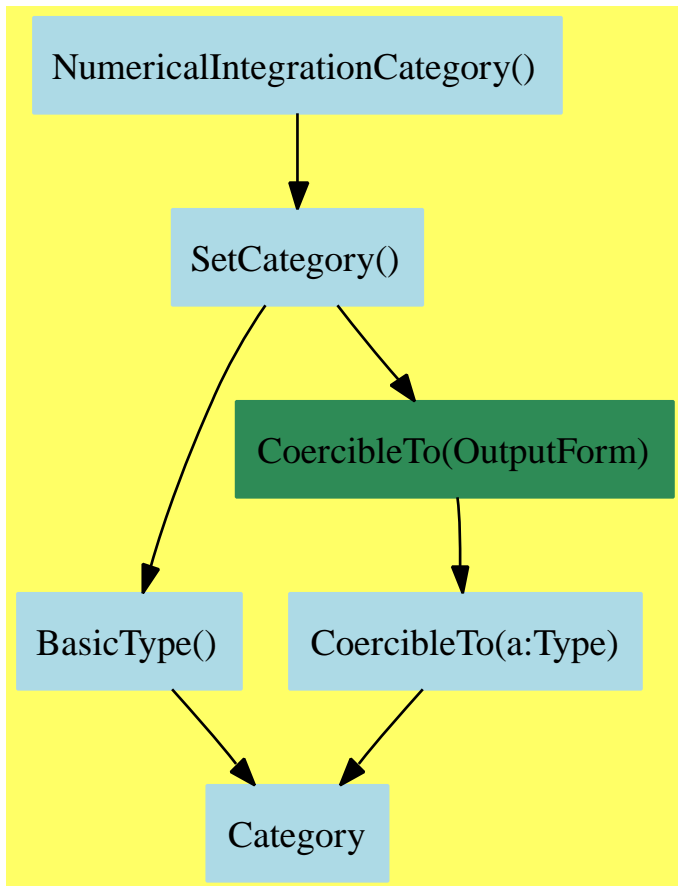 NumericalIntegrationCategory()
SetCategory()
CoercibleTo(OutputForm)
BasicType()
CoercibleTo(a:Type)
Category